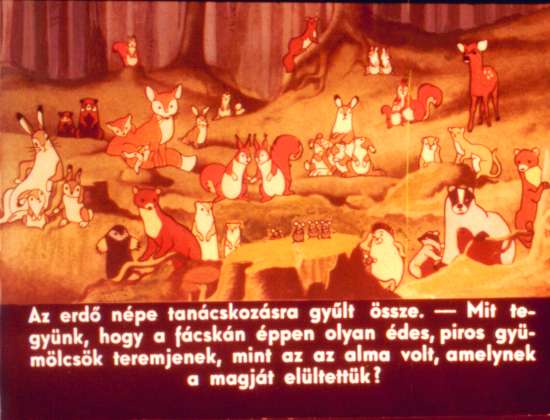 Az erdő népe tanácskozásra gyűlt össze. — Mit te-
gyünk, hogy a fácskán éppen olyan édes, piros gyü-
mölcsök teremjenek, mint az az alma volt, amelynek
a magját elültettük?